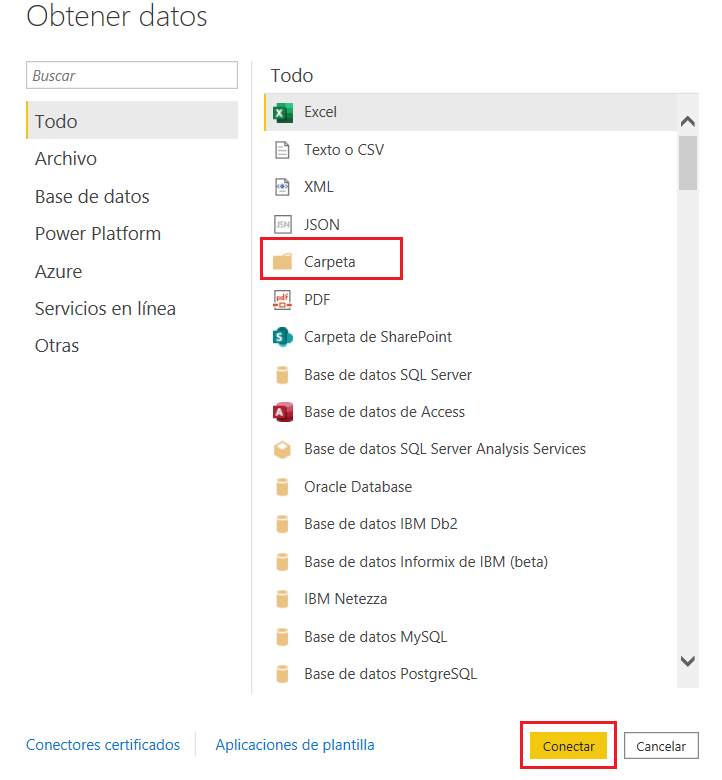 Obtener datos
Buscar
Todo
Archivo
Base de datos
Power Platform
Azure
Servicios en línea
Otras
Todo
Excel
Texto o CSV
XML
JSN JSON
Carpeta
pdf PDF
S Carpeta de SharePoint
Base de datos SQL Server
A Base de datos de Access
Base de datos SQL Server Analysis Services
Oracle Database
Base de datos IBM Db2
Base de datos Informix de IBM (beta)
IBM Netezza
Base de datos MySQL
Base de datos PostgreSQL
Conectores certificados
Aplicaciones de plantilla
Conectar
Cancelar